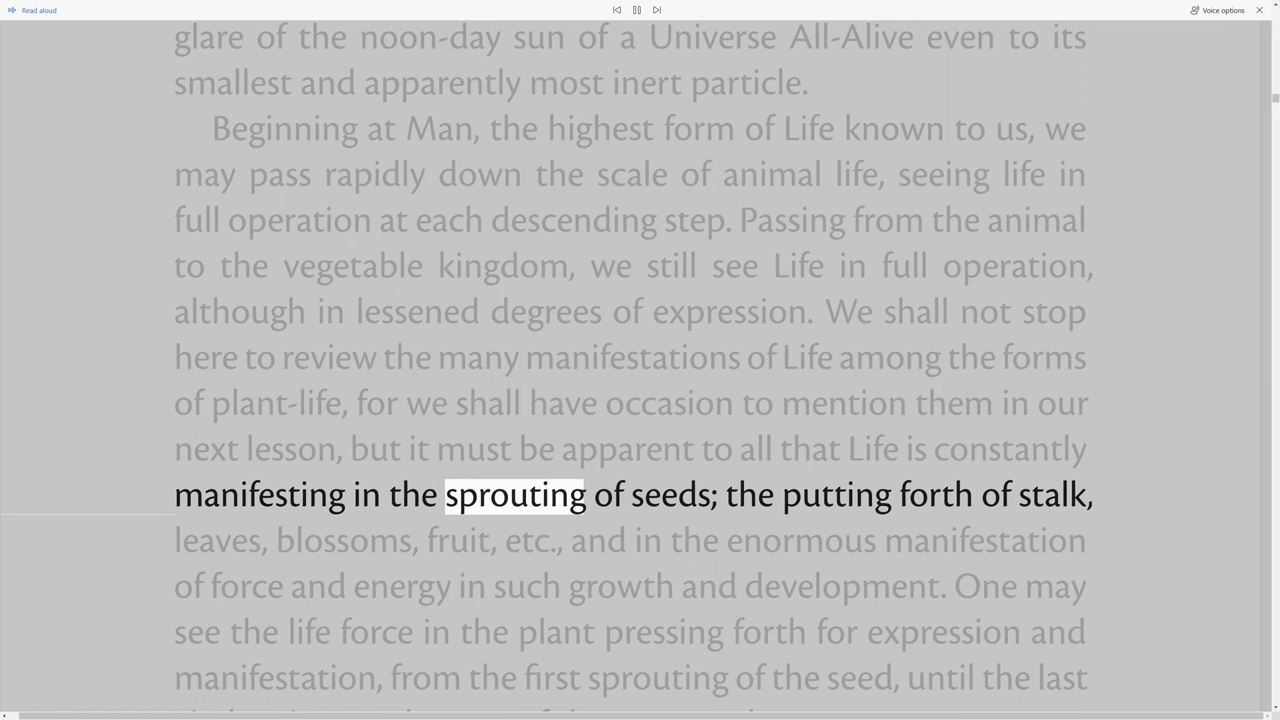 Read aloud
Voice options
glare of the noon-day sun of a Universe All-Alive even to its
smallest and apparently most inert particle.
Beginning at Man, the highest form of Life known to us, we
may pass rapidly down the scale of animal life, seeing life in
full operation at each descending step. Passing from the animal
to the vegetable kingdom, we still see Life in full operation,
although in lessened degrees of expression. We shall not stop
here to review the many manifestations of Life among the forms
of plant-life, for we shall have occasion to mention them in our
next lesson, but it must be apparent to all that Life is constantly
manifesting in the sprouting of seeds; the putting forth of stalk,
leaves, blossoms, fruit, etc., and in the enormous manifestation
of force and energy in such growth and development. One may
see the life force in the plant pressing forth for expression and
manifestation, from the first sprouting of the seed, until the last